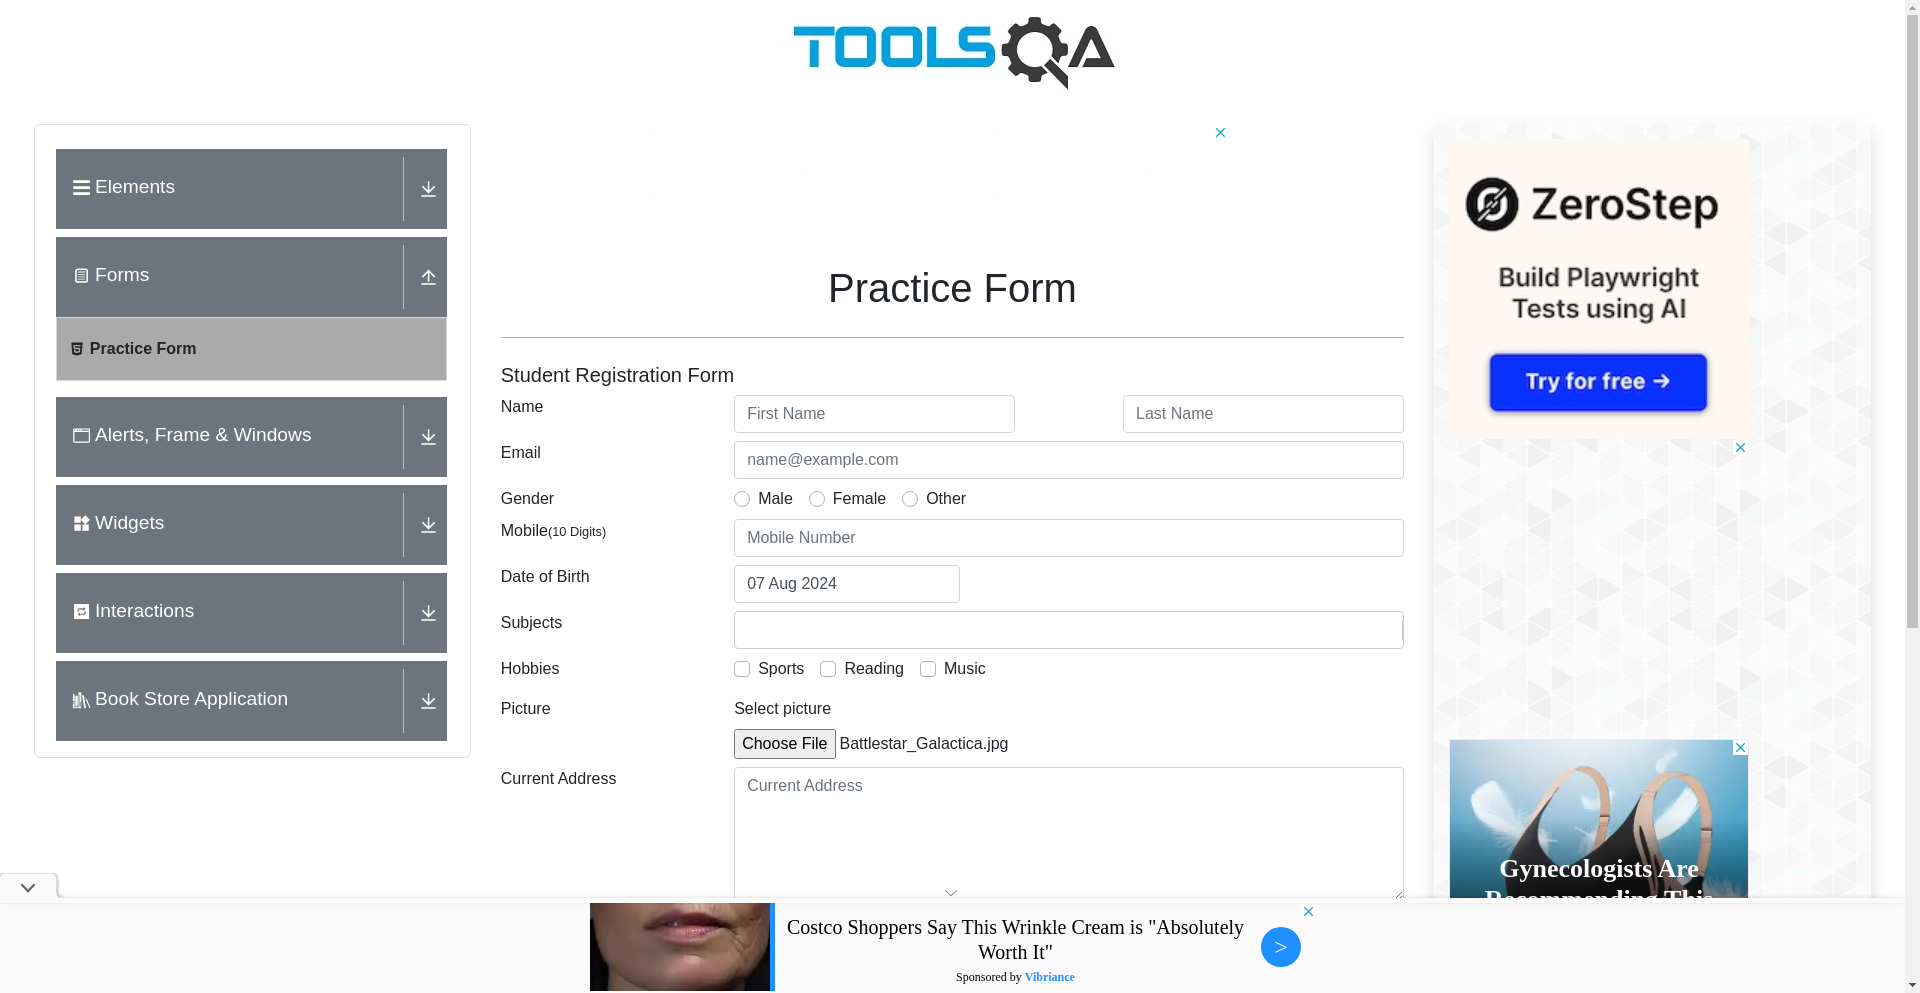 TOOLSQA
Elements
Forms
Practice Form
Alerts, Frame & Windows
Widgets
Interactions
Book Store Application
Practice Form
Student Registration Form
Name
First Name
Last Name
Email
name@example.com
Gender
Male
Female
Other
Mobile(10 Digits)
Mobile Number
Date of Birth
07 Aug 2024
Subjects
Hobbies
Sports
Reading
Music
Picture
Select picture
Choose File
Battlestar_Galactica.jpg
Current Address
Current Address
ZeroStep
Build Playwright
Tests using AI
Try for free →
Gynecologists Are
Recommending This
Costco Shoppers Say This Wrinkle Cream is "Absolutely
Worth It"
Sponsored by Vibriance
>